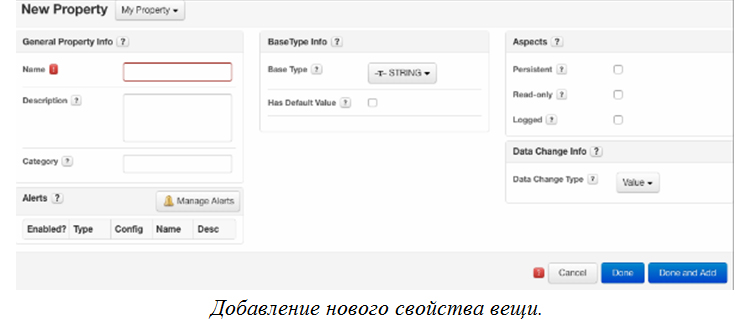 New Property My Property
General Property Info ?
Name
Description ?
Category ?
Alerts ? Manage Alerts
Enabled? Type Config Name Desc
BaseType Info ?
Base Type ? -T- STRING
Has Default Value ?
Aspects ?
Persistent ?
Read-only ?
Logged ?
Data Change Info ?
Data Change Type ? Value
! Cancel Done Done and Add
Добавление нового свойства вещи.